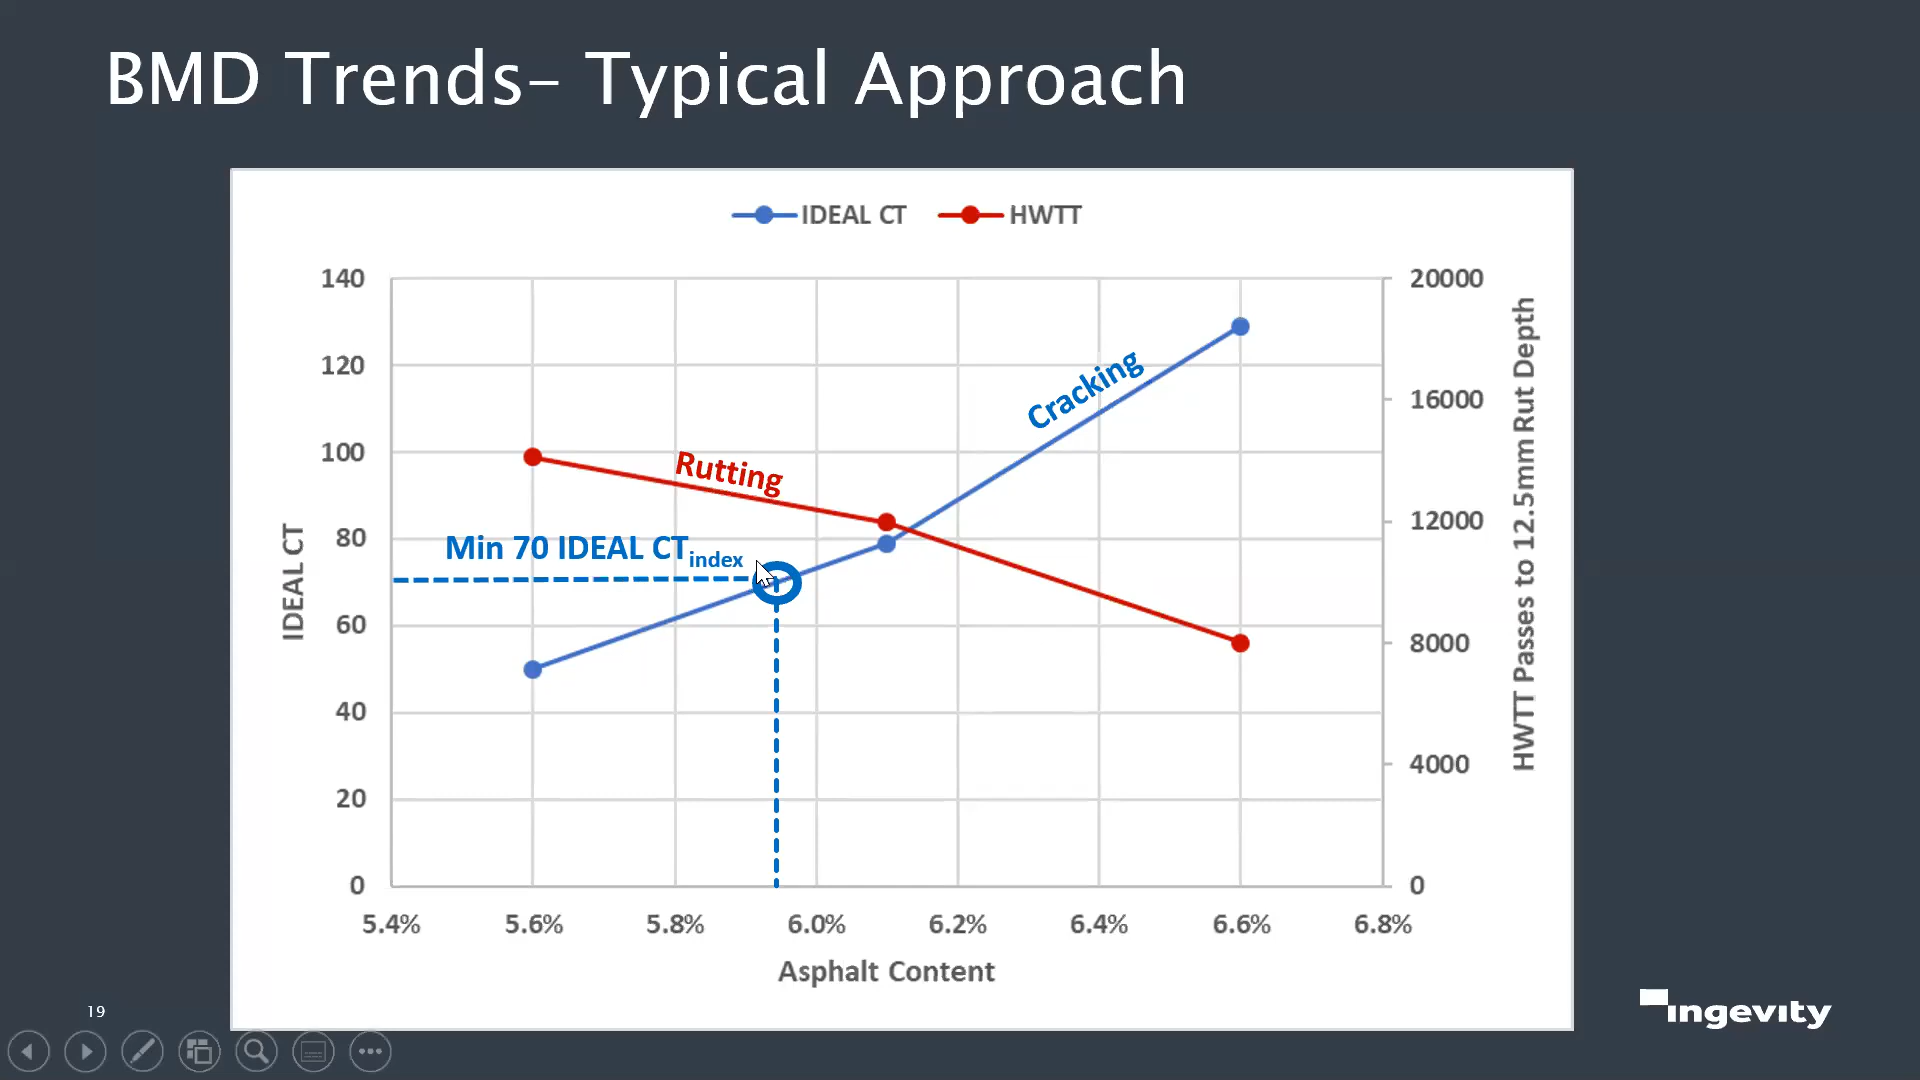 BMD Trends– Typical Approach
IDEAL CT
HWTT
140
120
100
80
60
40
20
0
IDEAL CT
20000
16000
12000
8000
4000
0
HWTT Passes to 12.5mm Rut Depth
Cracking
Rutting
Min 70 IDEAL CTindex
5.4% 5.6% 5.8% 6.0% 6.2% 6.4% 6.6% 6.8%
Asphalt Content
19
ingevity